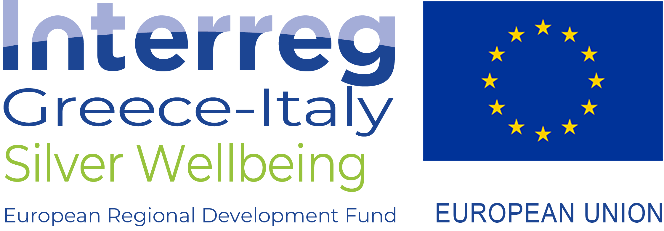 Interreg
Greece-Italy
Silver Wellbeing
European Regional Development Fund
EUROPEAN UNION